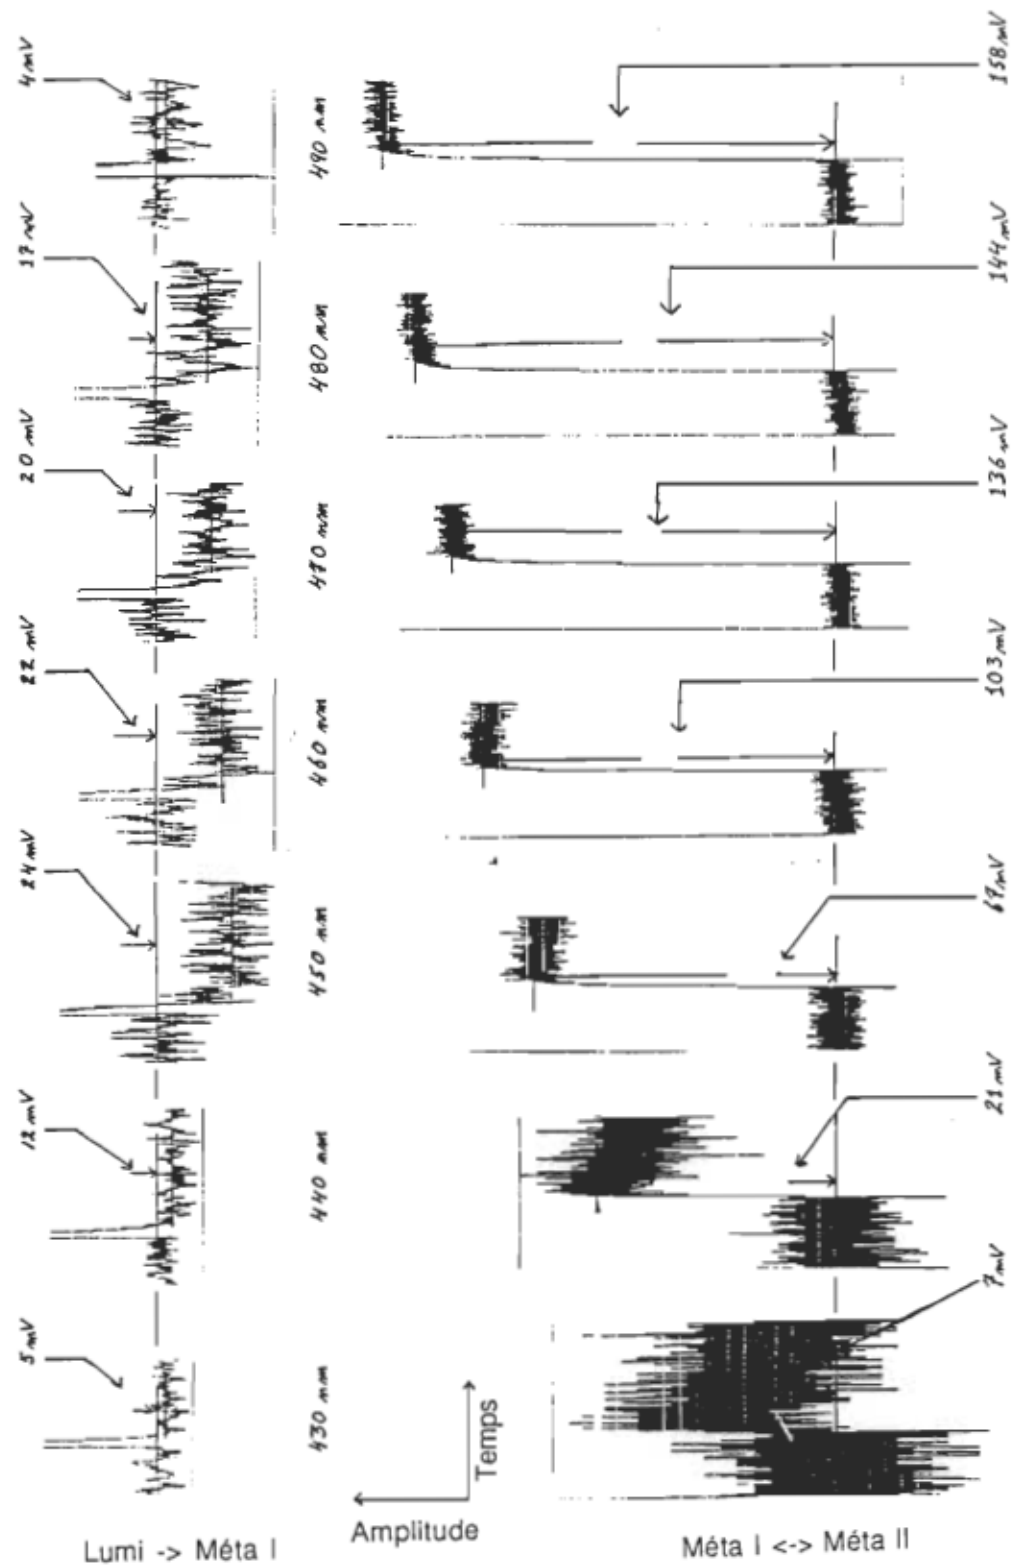 Lumi -> Méta I
5 mV
12 mV
24 mV
22 mV
20 mV
17 mV
4 mV
430 nm
440 nm
450 nm
460 nm
470 nm
480 nm
490 nm
Amplitude
Temps
Méta I <-> Méta II
7 mV
21 mV
67 mV
103 mV
136 mV
144 mV
158 mV